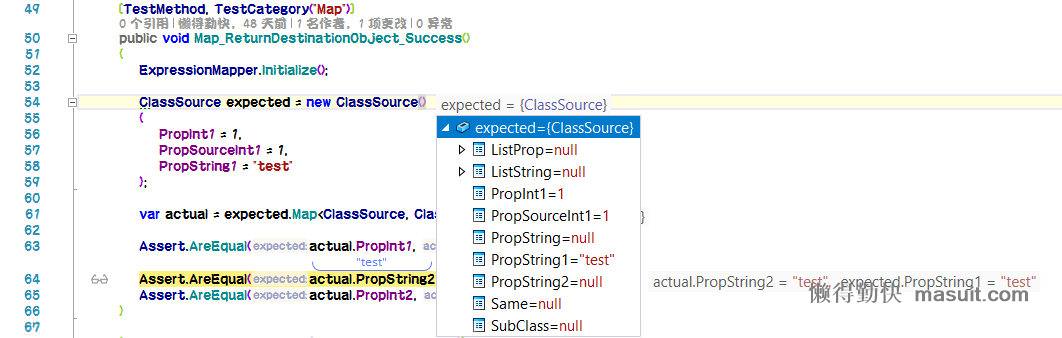 49 [TestMethod, TestCategory("Map")]
0 个引用|懒得勤快，48 天前|1 名作者，1 项更改|0 异常
50 public void Map_ReturnDestinationObject_Success()
51 {
52 ExpressionMapper.Initialize();
53
54 ClassSource expected = new ClassSource() expected = {ClassSource}
55 {
56 PropInt1 = 1,
57 PropSourceInt1 = 1,
58 PropString1 = "test"
59 };
60
61 var actual = expected.Map<ClassSource, Clas }
62
63 Assert.AreEqual(expected:actual.PropInt1, ac
"test"
64 Assert.AreEqual(expected:actual.PropString2 actual.PropString2 = "test", expected.PropString1 = "test"
65 Assert.AreEqual(expected:actual.PropInt2, ac
66 }
67
expected={ClassSource}
ListProp=null
ListString=null
PropInt1=1
PropSourceInt1=1
PropString=null
PropString1="test"
PropString2=null
Same=null
SubClass=null
懒得勤快 masuit.com